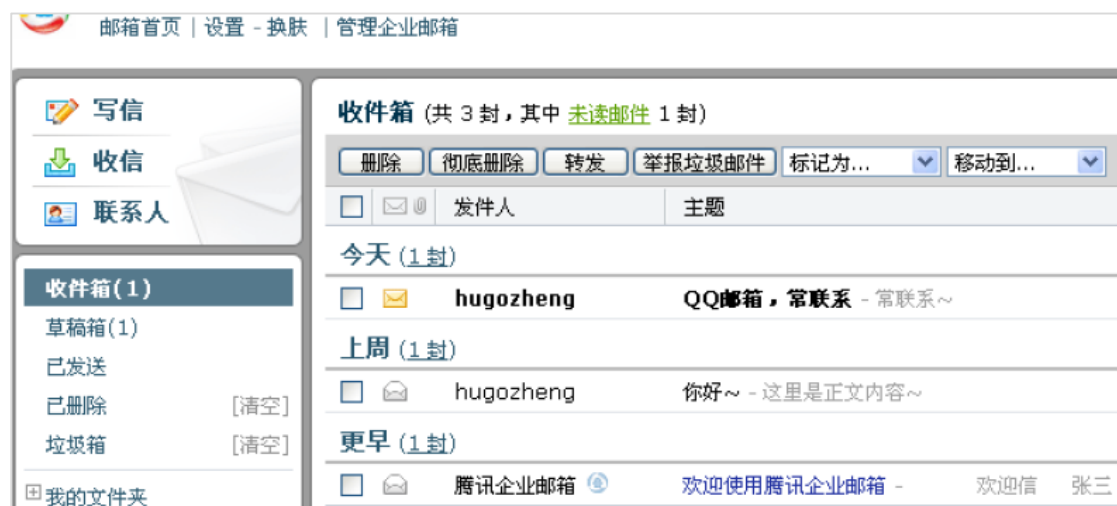 邮箱首页 | 设置 - 换肤 | 管理企业邮箱
写信
收信
联系人
收件箱(1)
草稿箱(1)
已发送
已删除 [清空]
垃圾箱 [清空]
我的文件夹
收件箱 (共 3 封,其中 未读邮件 1 封)
删除 彻底删除 转发 举报垃圾邮件 标记为... 移动到...
发件人 主题
今天 (1 封)
hugozheng QQ邮箱,常联系 - 常联系~
上周 (1 封)
hugozheng 你好~ - 这里是正文内容~
更早 (1 封)
腾讯企业邮箱 欢迎使用腾讯企业邮箱 - 欢迎信 张三